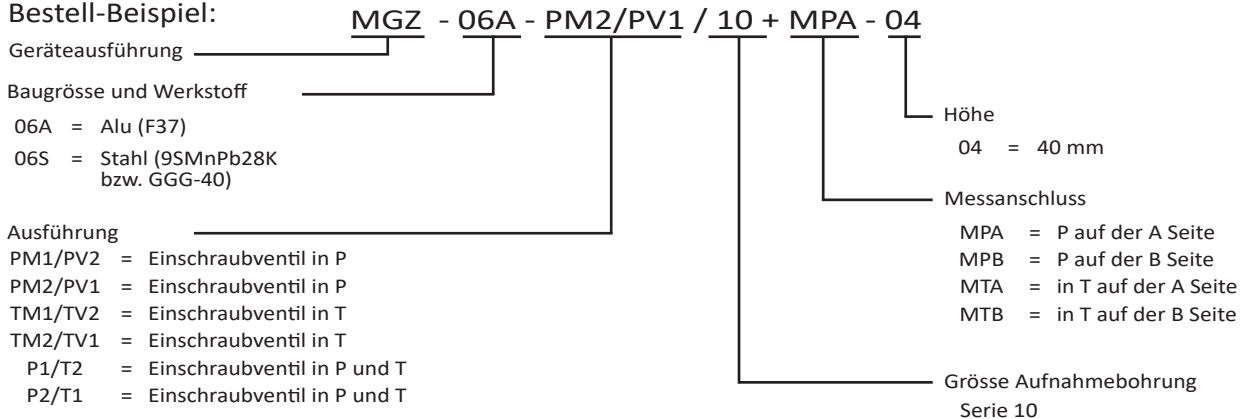 Bestell-Beispiel:
MGZ - 06A - PM2/PV1 / 10 + MPA - 04
Geräteausführung
Baugrösse und Werkstoff
06A = Alu (F37)
06S = Stahl (9SMnPb28K
bzw. GGG-40)
Ausführung
PM1/PV2 = Einschraubventil in P
PM2/PV1 = Einschraubventil in P
TM1/TV2 = Einschraubventil in T
TM2/TV1 = Einschraubventil in T
P1/T2 = Einschraubventil in P und T
P2/T1 = Einschraubventil in P und T
Höhe
04 = 40 mm
Messanschluss
MPA = P auf der A Seite
MPB = P auf der B Seite
MTA = in T auf der A Seite
MTB = in T auf der B Seite
Grösse Aufnahmebohrung
Serie 10